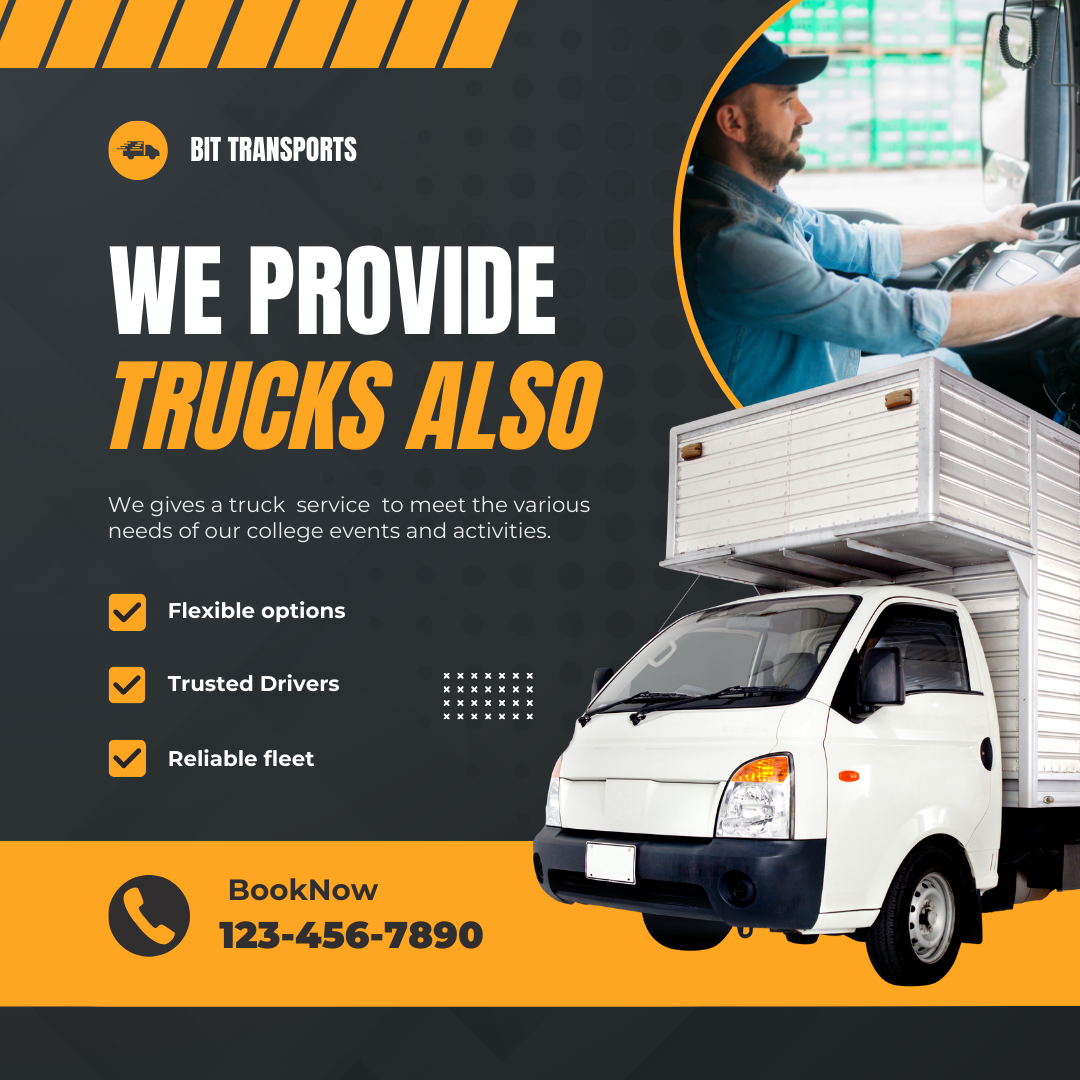 BIT TRANSPORTS
WE PROVIDE
TRUCKS ALSO
We gives a truck  service  to meet the various
needs of our college events and activities.
Flexible options
Trusted Drivers
Reliable fleet
BookNow
123-456-7890